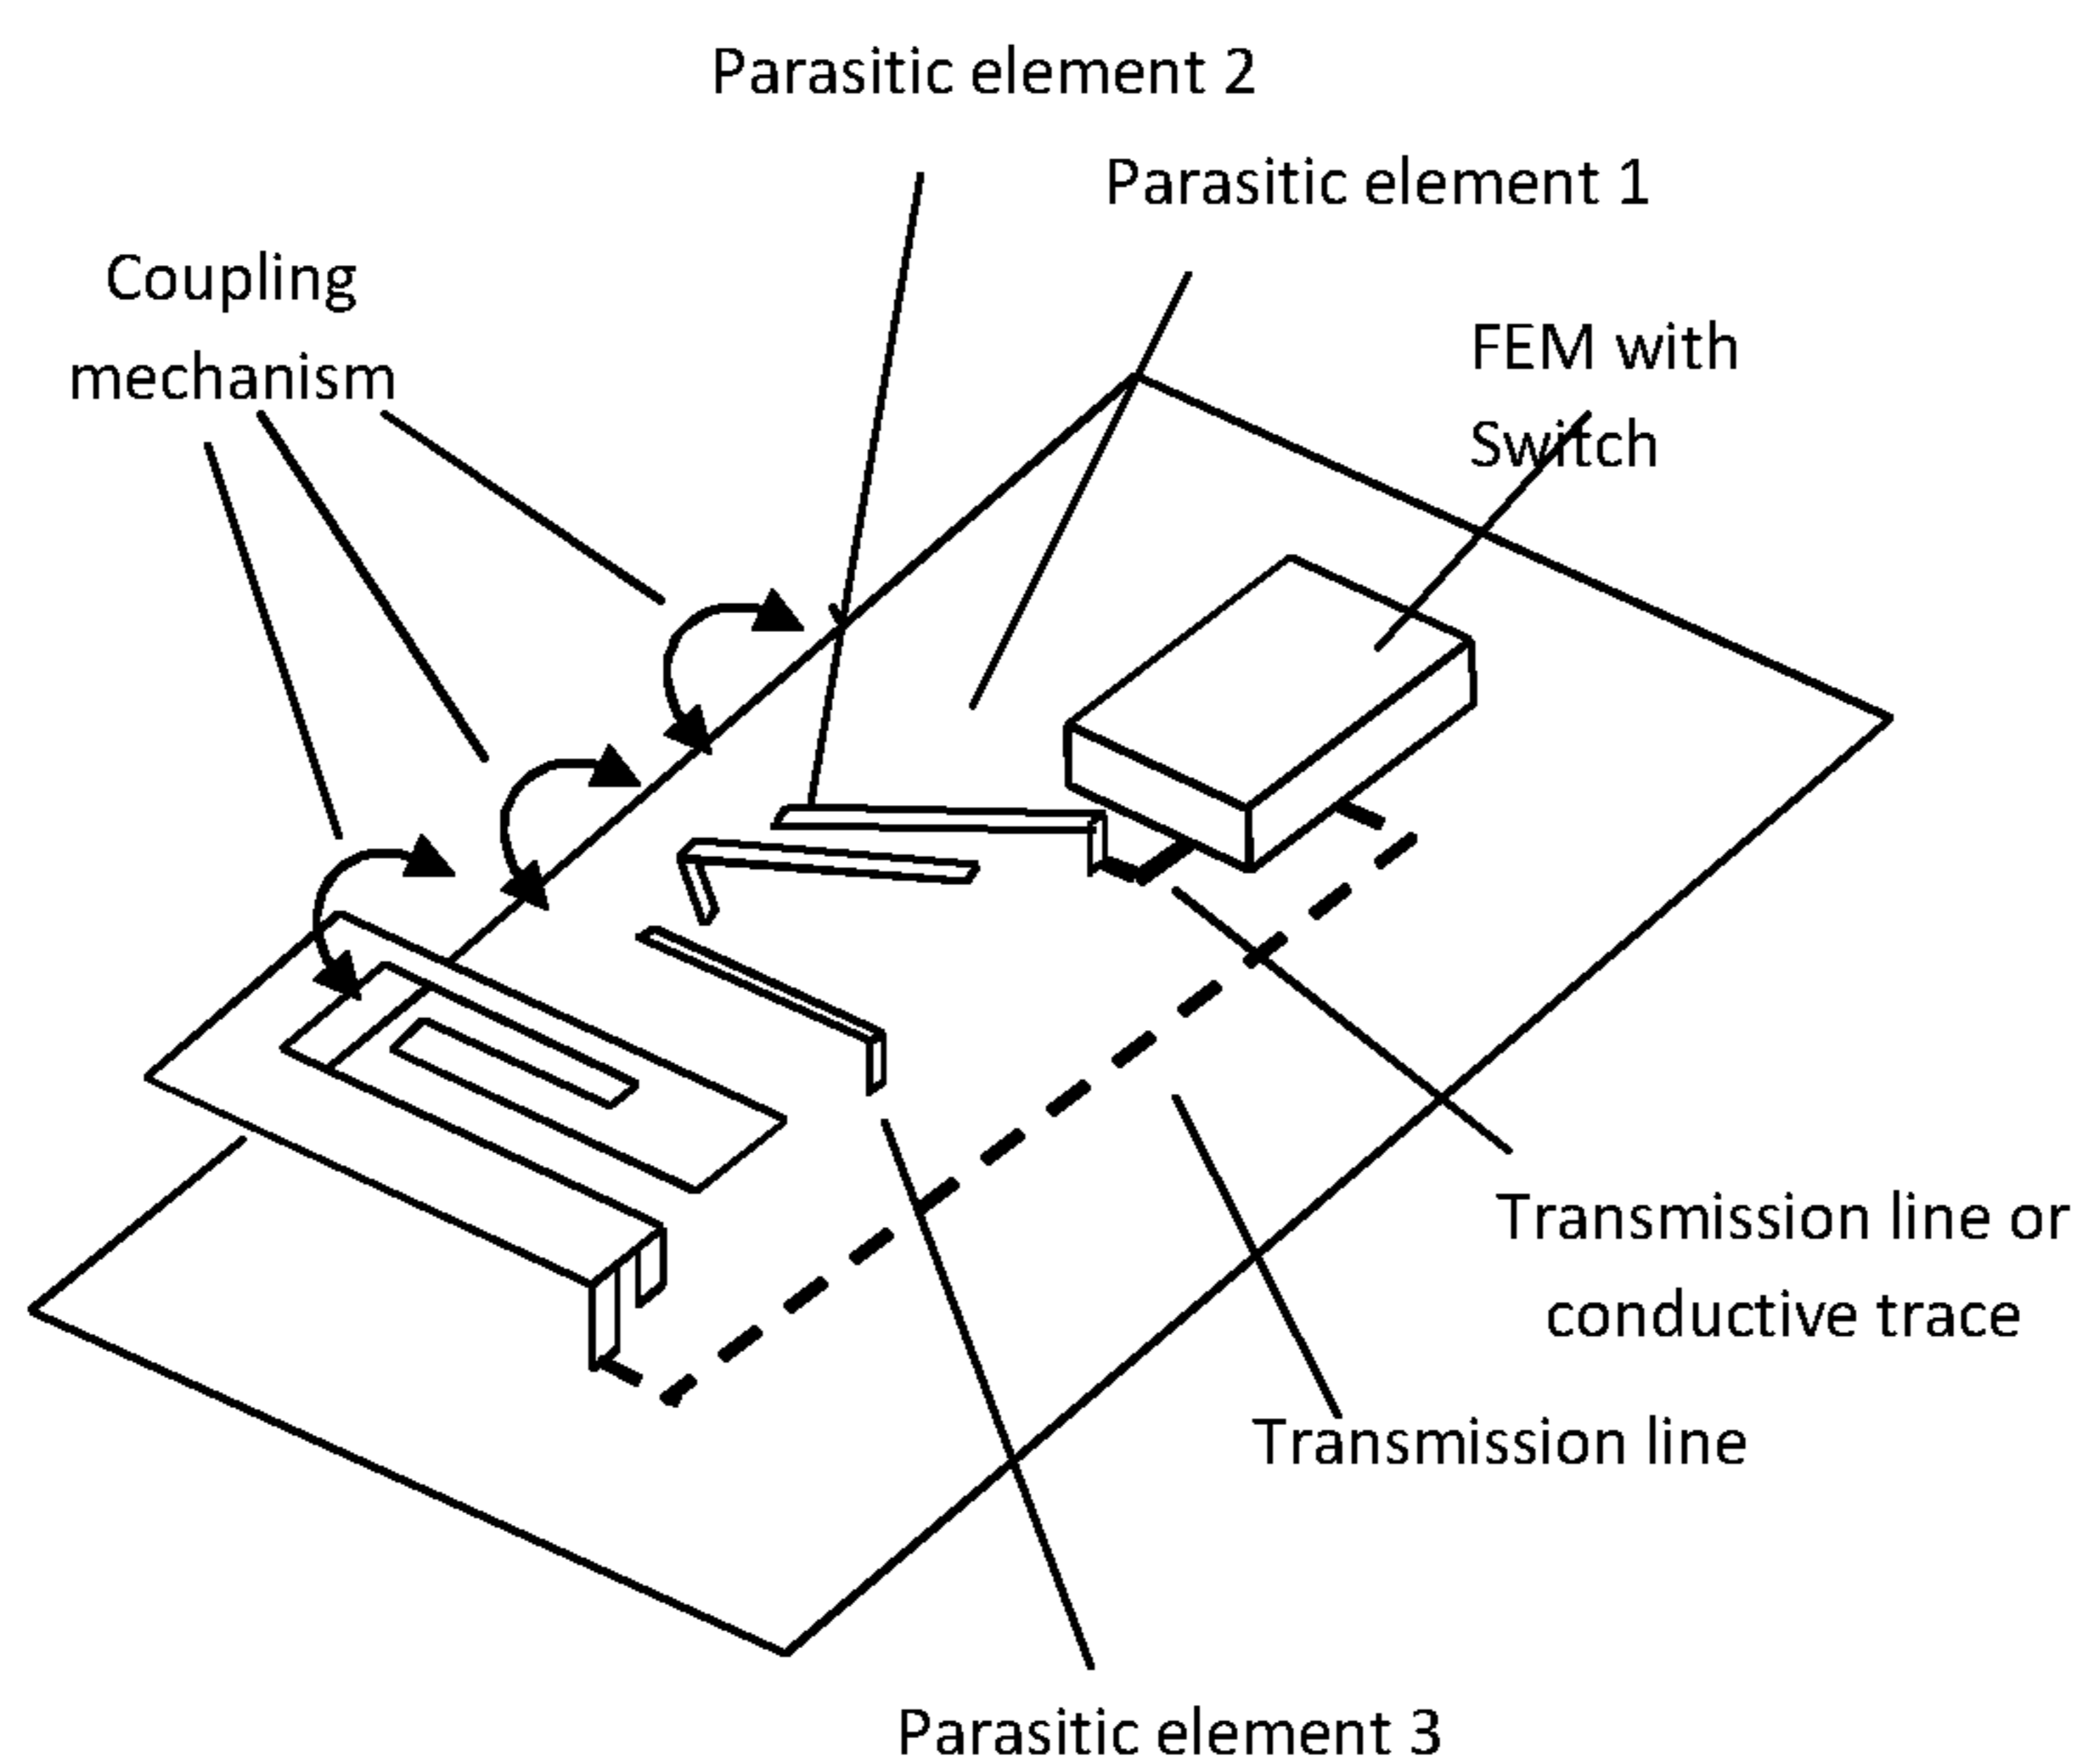 Parasitic element 2
Parasitic element 1
Coupling
mechanism
FEM with
Switch
Transmission line or
conductive trace
Transmission line
Parasitic element 3